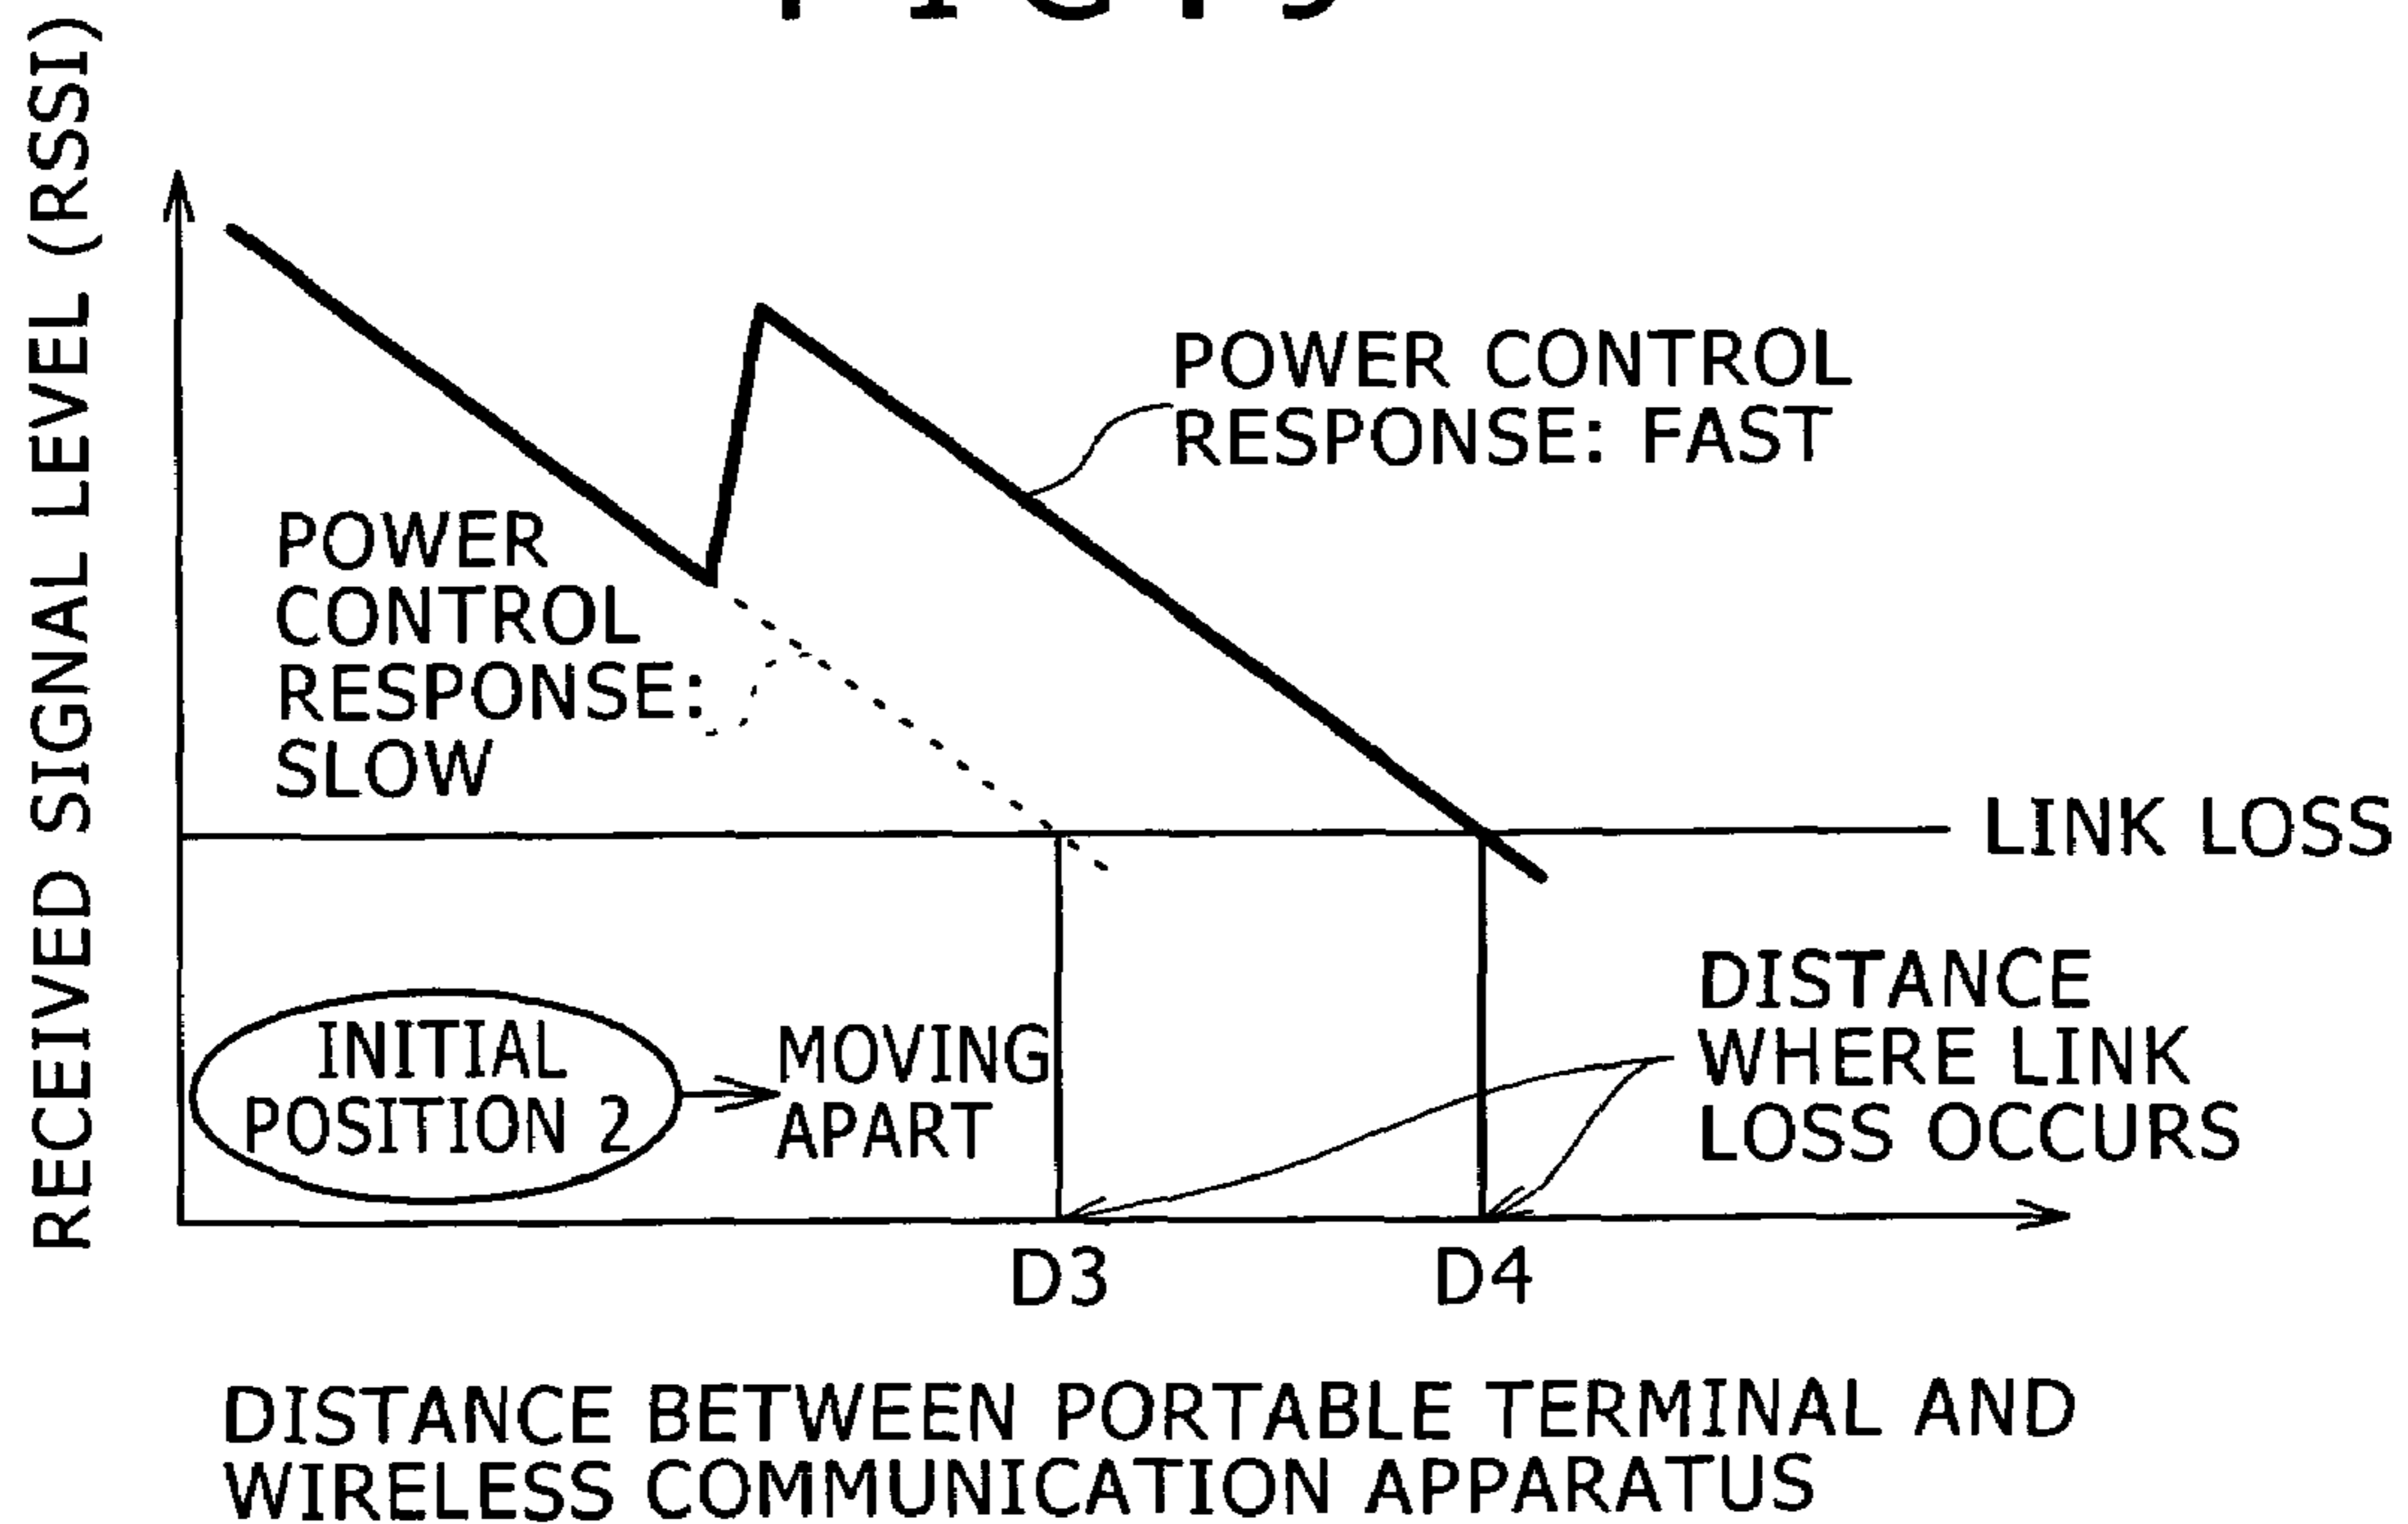 RECEIVED SIGNAL LEVEL (RSSI)
POWER CONTROL
RESPONSE: FAST
POWER
CONTROL
RESPONSE:
SLOW
LINK LOSS
INITIAL
POSITION 2
MOVING
APART
DISTANCE
WHERE LINK
LOSS OCCURS
D3
D4
DISTANCE BETWEEN PORTABLE TERMINAL AND
WIRELESS COMMUNICATION APPARATUS